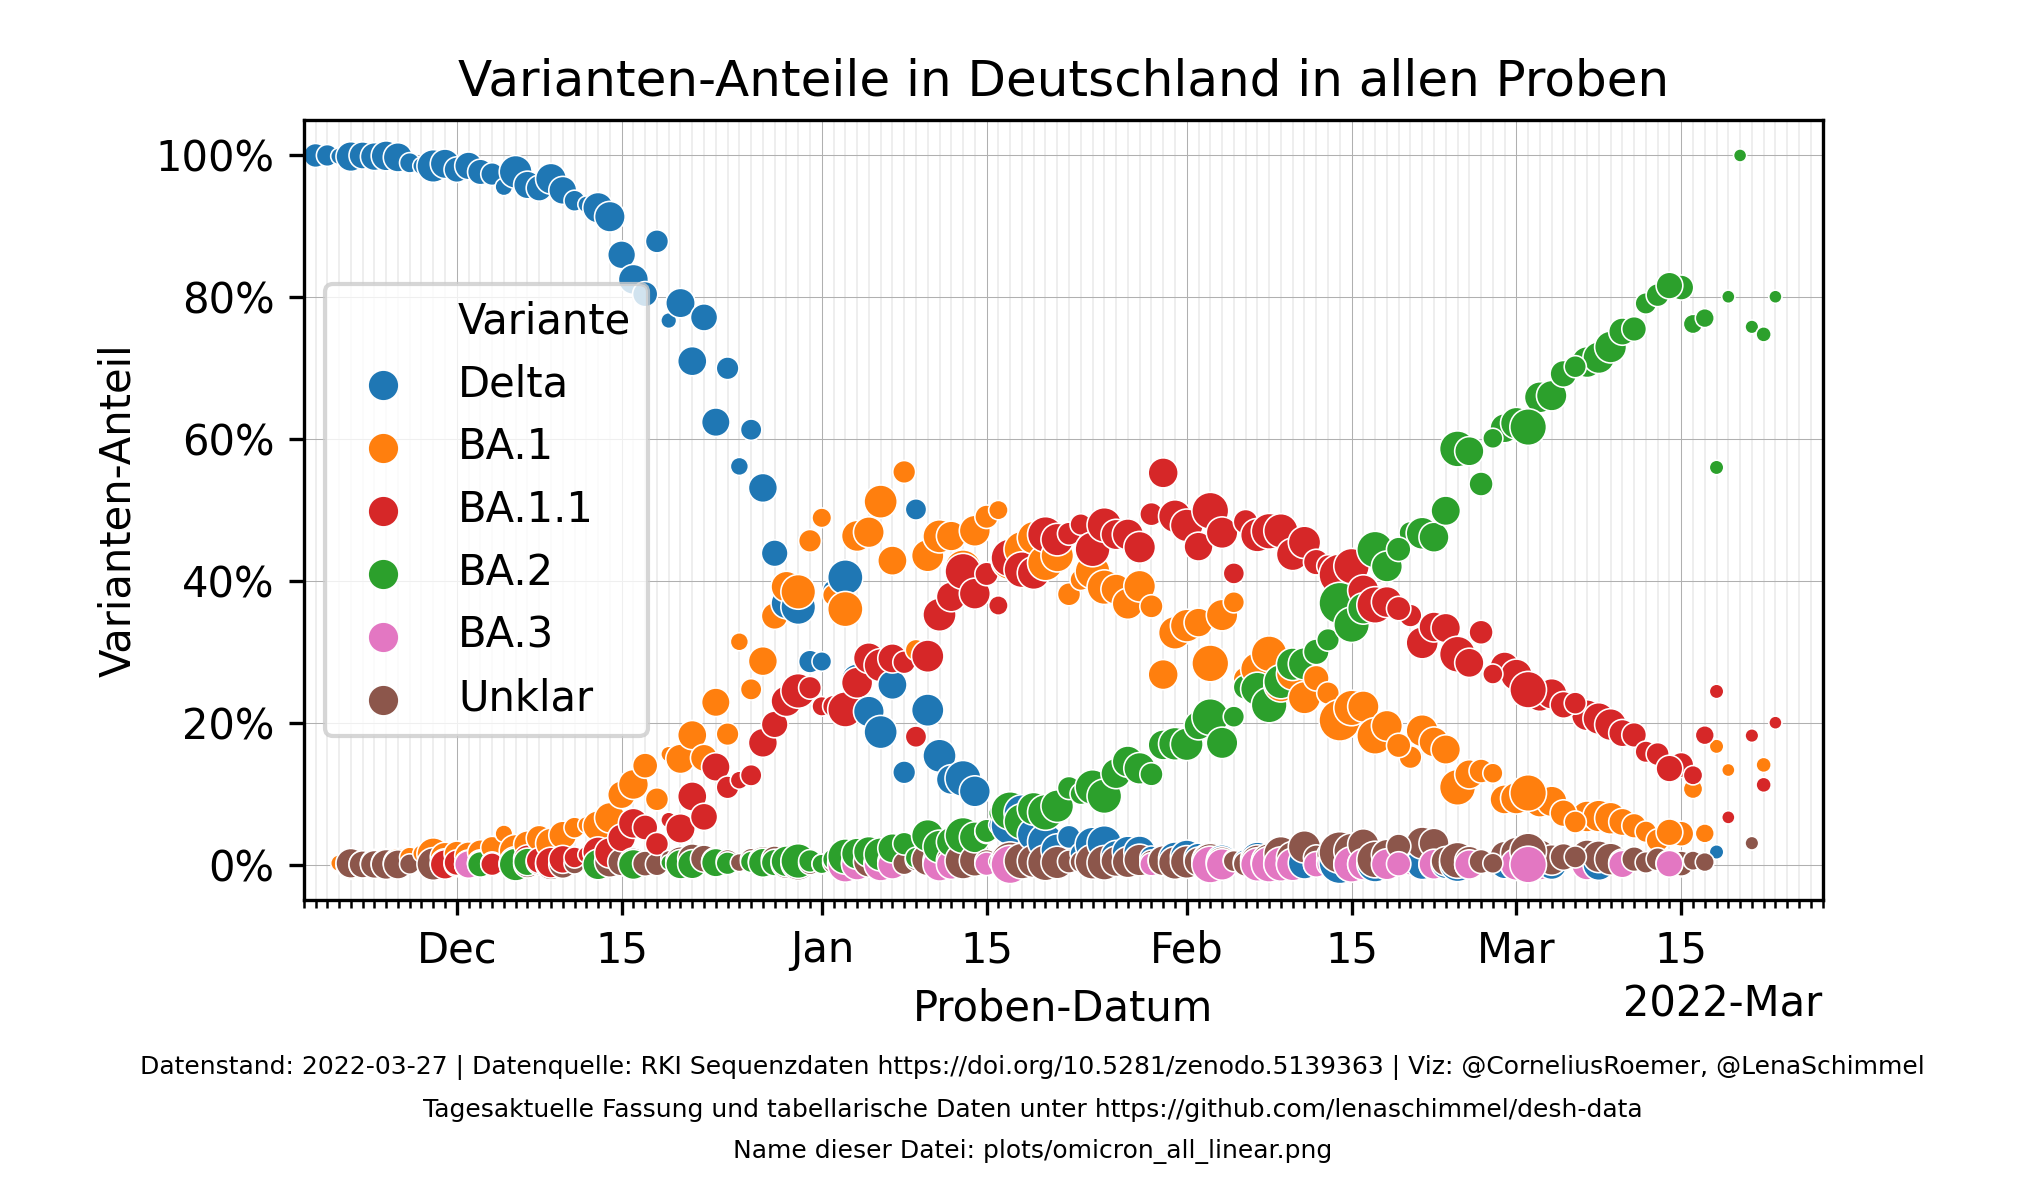 Varianten-Anteile in Deutschland in allen Proben
100%
80%
60%
40%
20%
0%
Varianten-Anteil
Variante
Delta
BA.1
BA.1.1
BA.2
BA.3
Unklar
Dec 15 Jan 15 Feb 15 Mar 15
2022-Mar
Proben-Datum
Datenstand: 2022-03-27 | Datenquelle: RKI Sequenzdaten https://doi.org/10.5281/zenodo.5139363 | Viz: @CorneliusRoemer, @LenaSchimmel
Tagesaktuelle Fassung und tabellarische Daten unter https://github.com/lenaschimmel/desh-data
Name dieser Datei: plots/omicron_all_linear.png